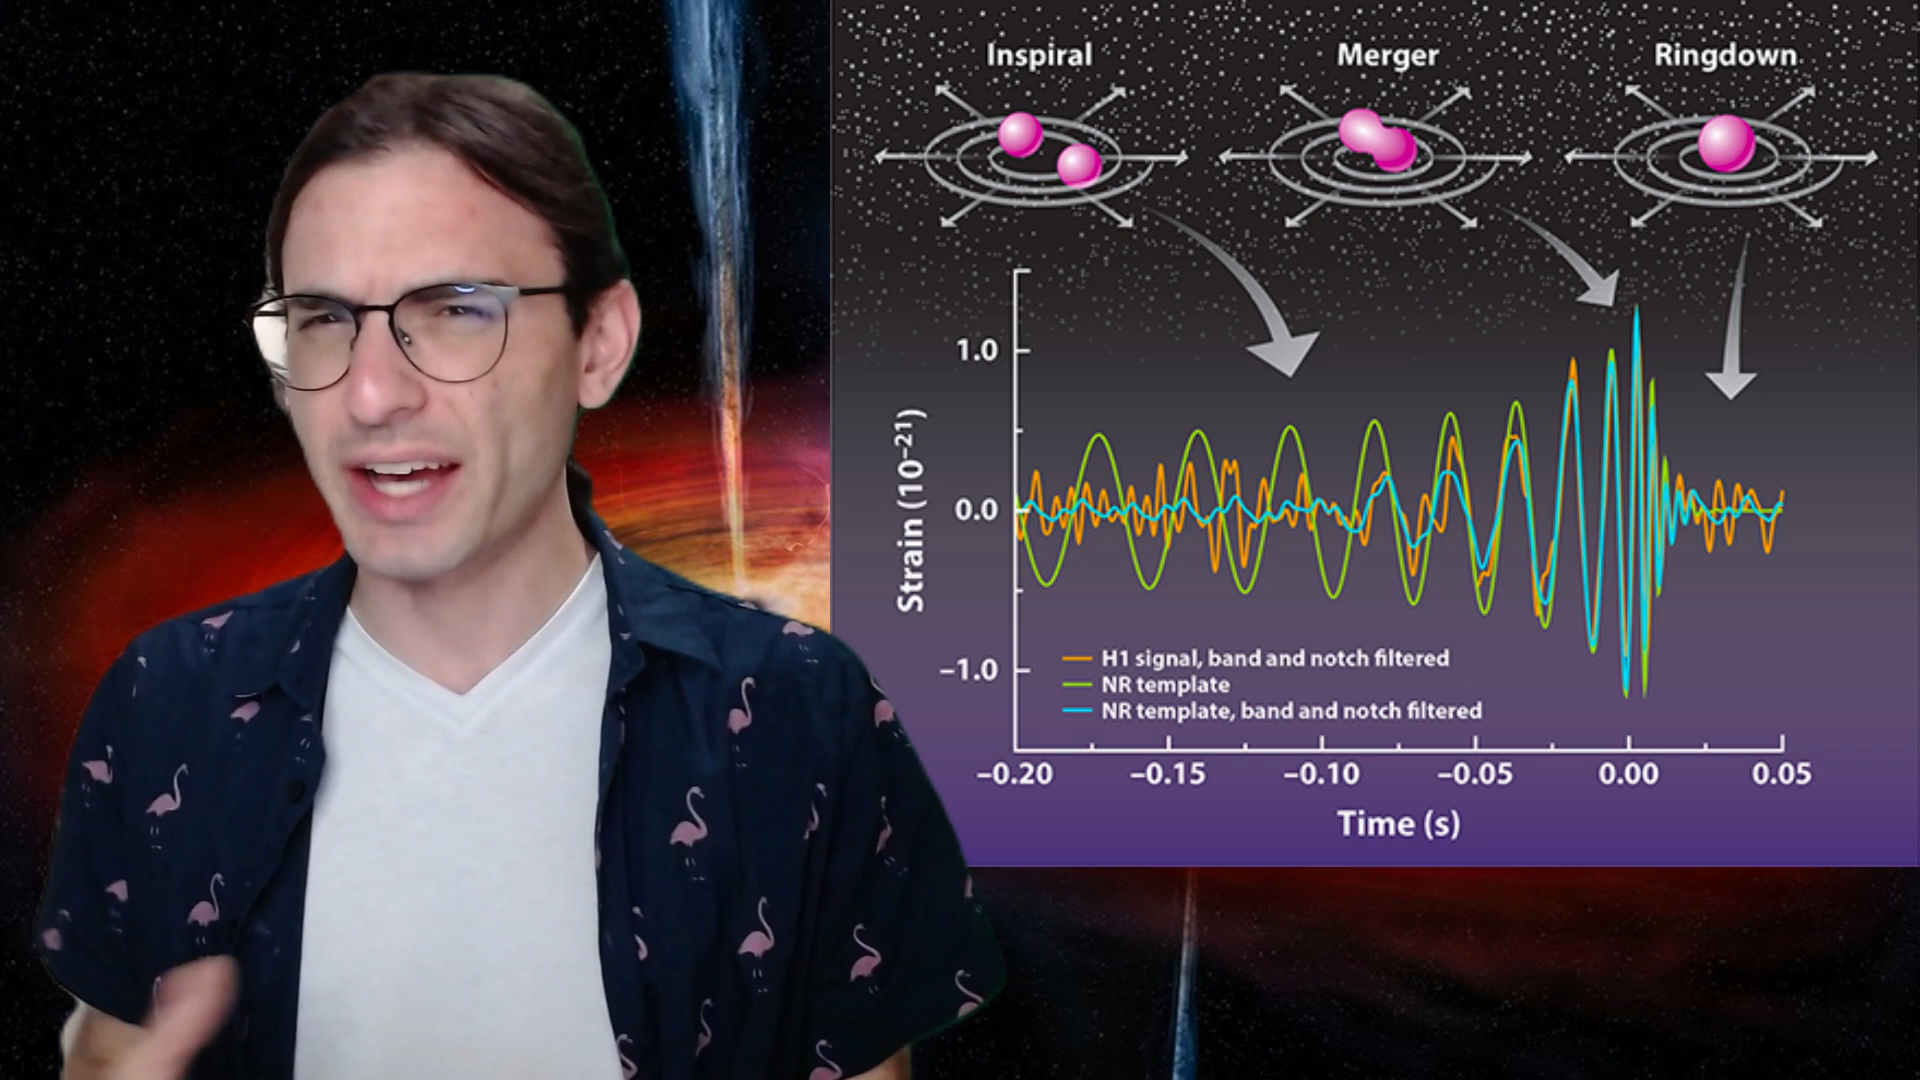 Inspiral
Merger
Ringdown
1.0
0.0
–1.0
Strain (10⁻²¹)
H1 signal, band and notch filtered
NR template
NR template, band and notch filtered
–0.20
–0.15
–0.10
–0.05
0.00
0.05
Time (s)